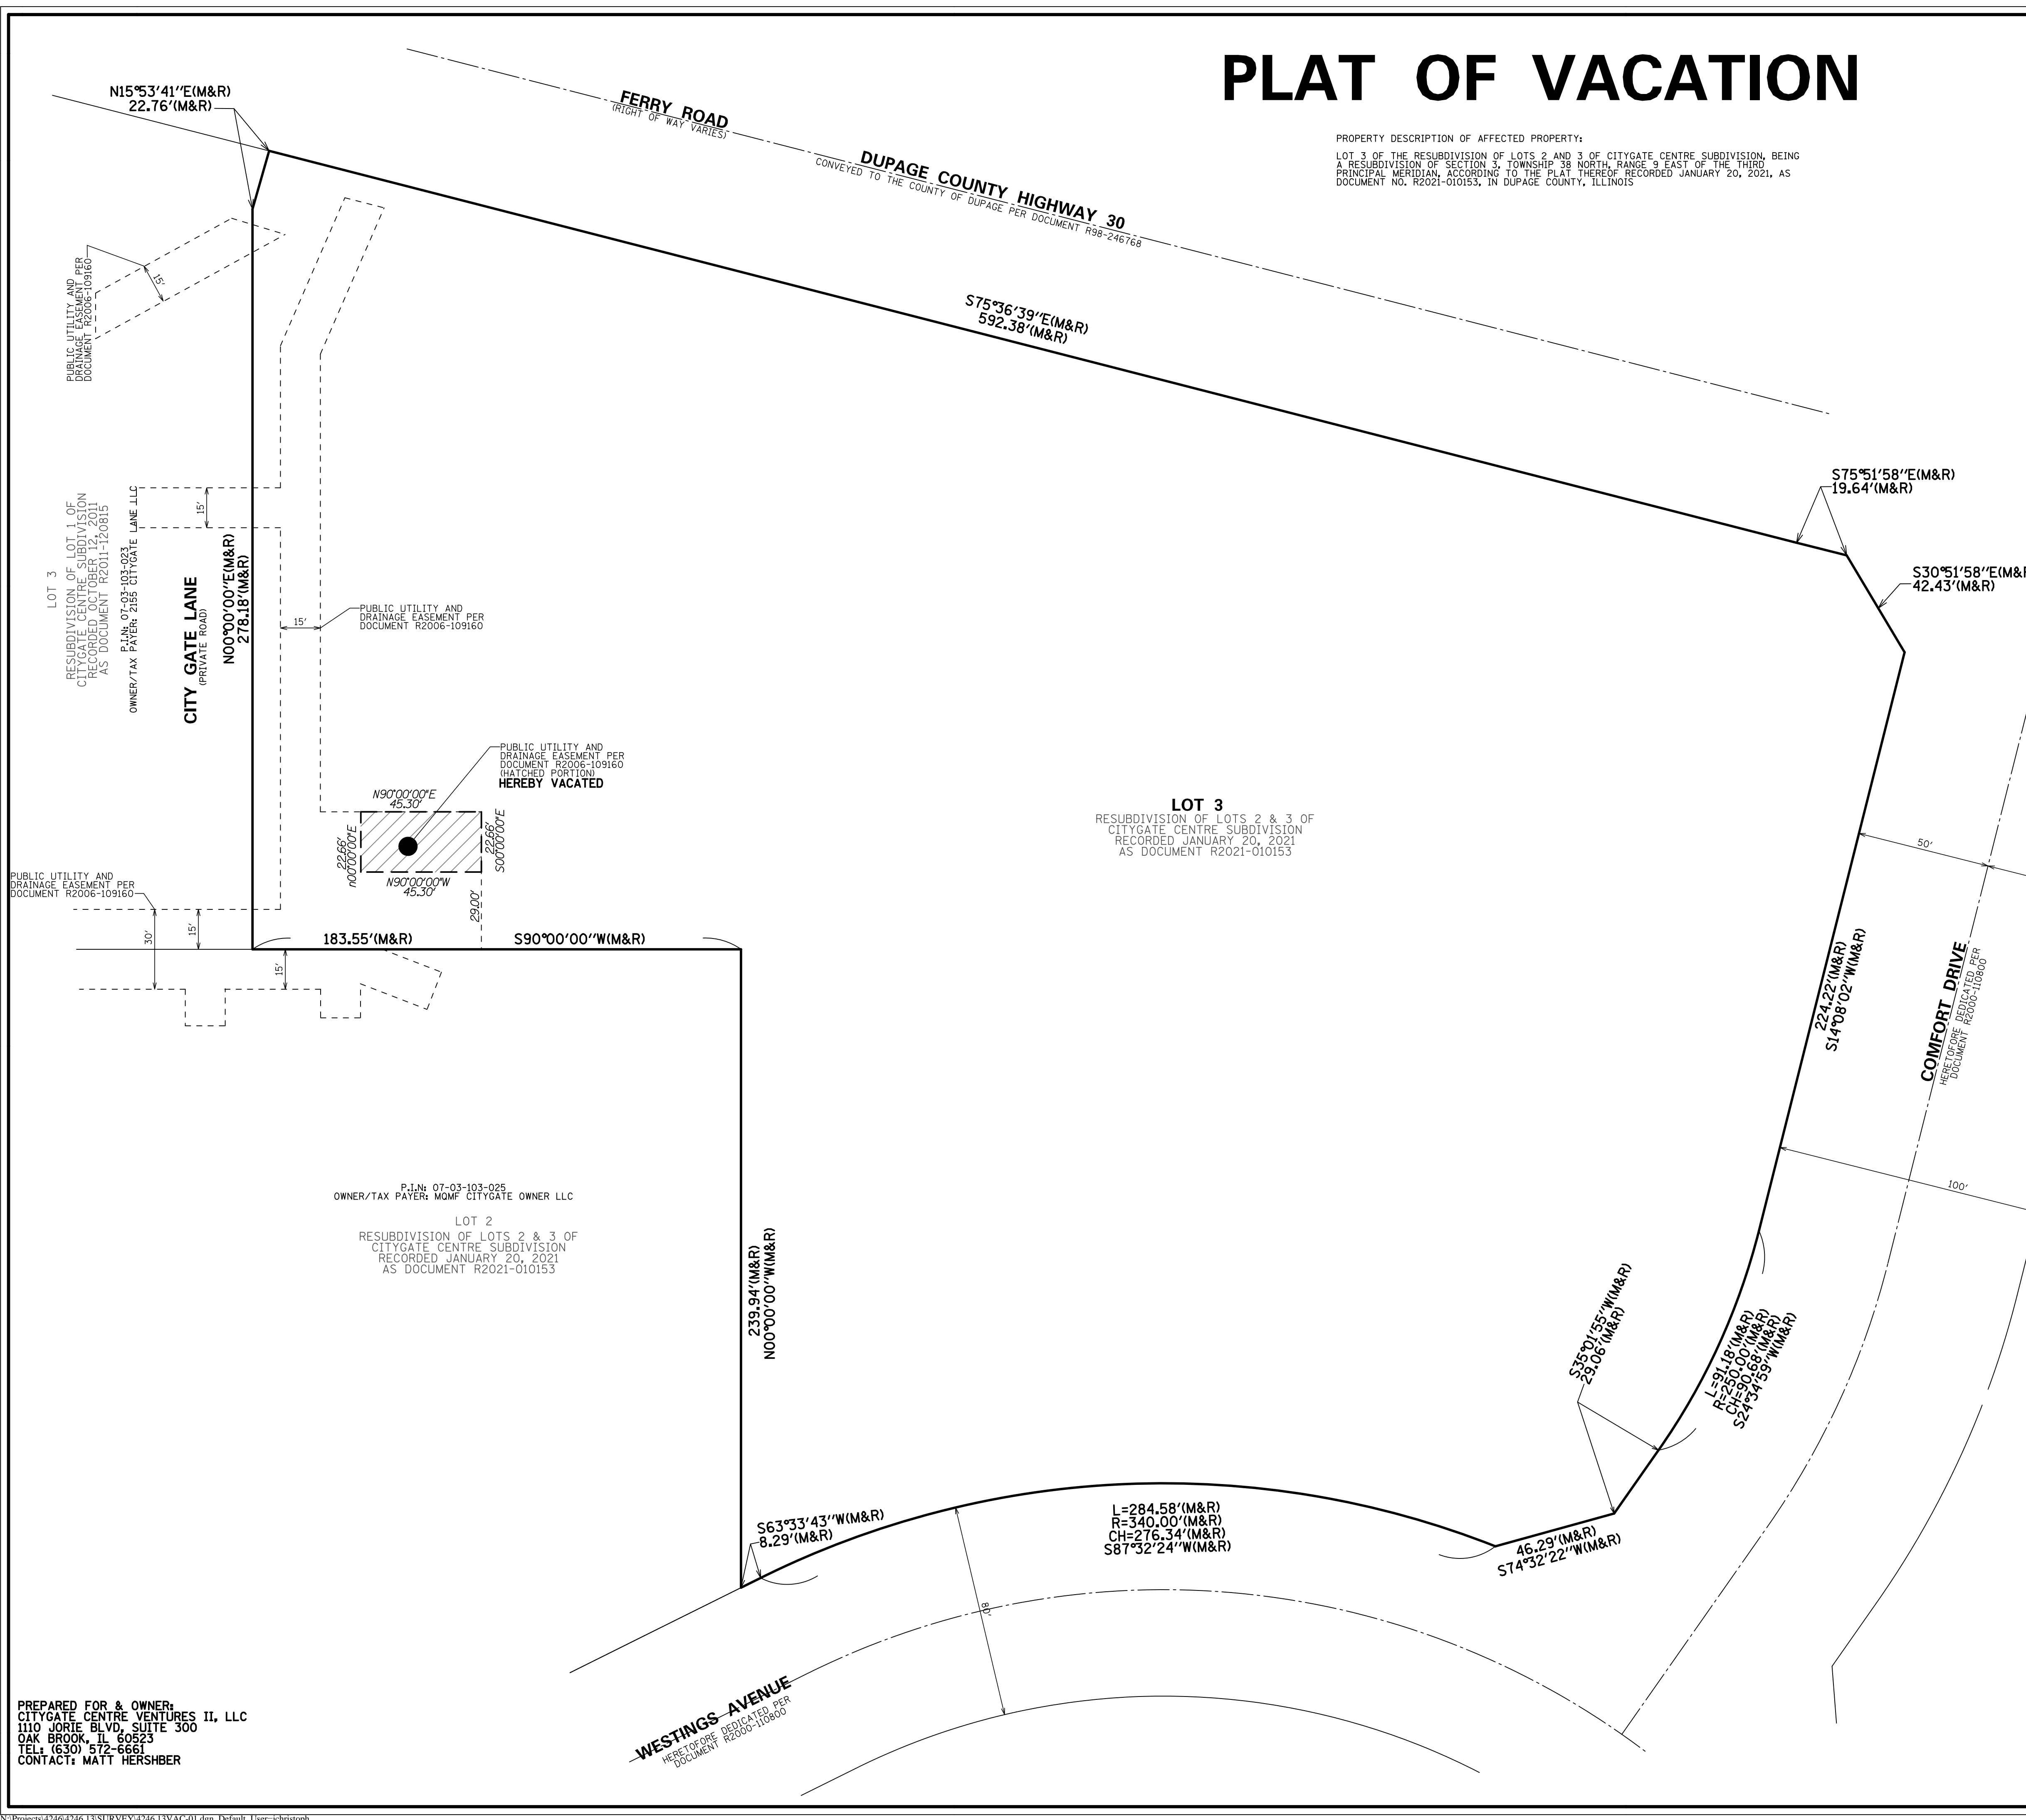 PLAT OF VACATION
PROPERTY DESCRIPTION OF AFFECTED PROPERTY:
LOT 3 OF THE RESUBDIVISION OF LOTS 2 AND 3 OF CITYGATE CENTRE SUBDIVISION, BEING
A RESUBDIVISION OF SECTION 3, TOWNSHIP 38 NORTH, RANGE 9 EAST OF THE THIRD
PRINCIPAL MERIDIAN, ACCORDING TO THE PLAT THEREOF RECORDED JANUARY 20, 2021, AS
DOCUMENT NO. R2021-010153, IN DUPAGE COUNTY, ILLINOIS
N15°53'41"E(M&R)
22.76'(M&R)
FERRY ROAD
(RIGHT OF WAY VARIES)
DUPAGE COUNTY HIGHWAY 30
CONVEYED TO THE COUNTY OF DUPAGE PER DOCUMENT R98-246768
S75°36'39"E(M&R)
592.38'(M&R)
S75°51'58"E(M&R)
19.64'(M&R)
S30°51'58"E(M&R
42.43'(M&R)
PUBLIC UTILITY AND
DRAINAGE EASEMENT PER
DOCUMENT R2006-109160
15'
LOT 3
RESUBDIVISION OF LOT 1 OF
CITYGATE CENTRE SUBDIVISION
RECORDED OCTOBER 12, 2011
AS DOCUMENT R2011-120815
P.I.N: 07-03-103-023
OWNER/TAX PAYER: 2155 CITYGATE LANE LLC
15'
CITY GATE LANE
(PRIVATE ROAD)
N00°00'00"E(M&R)
278.18'(M&R)
15'
PUBLIC UTILITY AND
DRAINAGE EASEMENT PER
DOCUMENT R2006-109160
PUBLIC UTILITY AND
DRAINAGE EASEMENT PER
DOCUMENT R2006-109160
(HATCHED PORTION)
HEREBY VACATED
N90°00'00"E
45.30'
22.66'
n00°00'00"E
22.66'
S00°00'00"E
N90°00'00"W
45.30'
29.00'
LOT 3
RESUBDIVISION OF LOTS 2 & 3 OF
CITYGATE CENTRE SUBDIVISION
RECORDED JANUARY 20, 2021
AS DOCUMENT R2021-010153
50'
PUBLIC UTILITY AND
DRAINAGE EASEMENT PER
DOCUMENT R2006-109160
30'
15'
15'
183.55'(M&R)
S90°00'00"W(M&R)
224.22'(M&R)
S14°08'02"W(M&R)
COMFORT DRIVE
HERETOFORE DEDICATED PER
DOCUMENT R2000-110800
100'
P.I.N: 07-03-103-025
OWNER/TAX PAYER: MQMF CITYGATE OWNER LLC
LOT 2
RESUBDIVISION OF LOTS 2 & 3 OF
CITYGATE CENTRE SUBDIVISION
RECORDED JANUARY 20, 2021
AS DOCUMENT R2021-010153
239.94'(M&R)
N00°00'00"W(M&R)
S35°01'55"W(M&R)
29.06'(M&R)
L=91.18'(M&R)
R=250.00'(M&R)
CH=90.68'(M&R)
S24°34'59"W(M&R)
S63°33'43"W(M&R)
8.29'(M&R)
L=284.58'(M&R)
R=340.00'(M&R)
CH=276.34'(M&R)
S87°32'24"W(M&R)
46.29'(M&R)
S74°32'22"W(M&R)
80'
WESTINGS AVENUE
HERETOFORE DEDICATED PER
DOCUMENT R2000-110800
PREPARED FOR & OWNER:
CITYGATE CENTRE VENTURES II, LLC
1110 JORIE BLVD, SUITE 300
OAK BROOK, IL 60523
TEL: (630) 572-6661
CONTACT: MATT HERSHBER